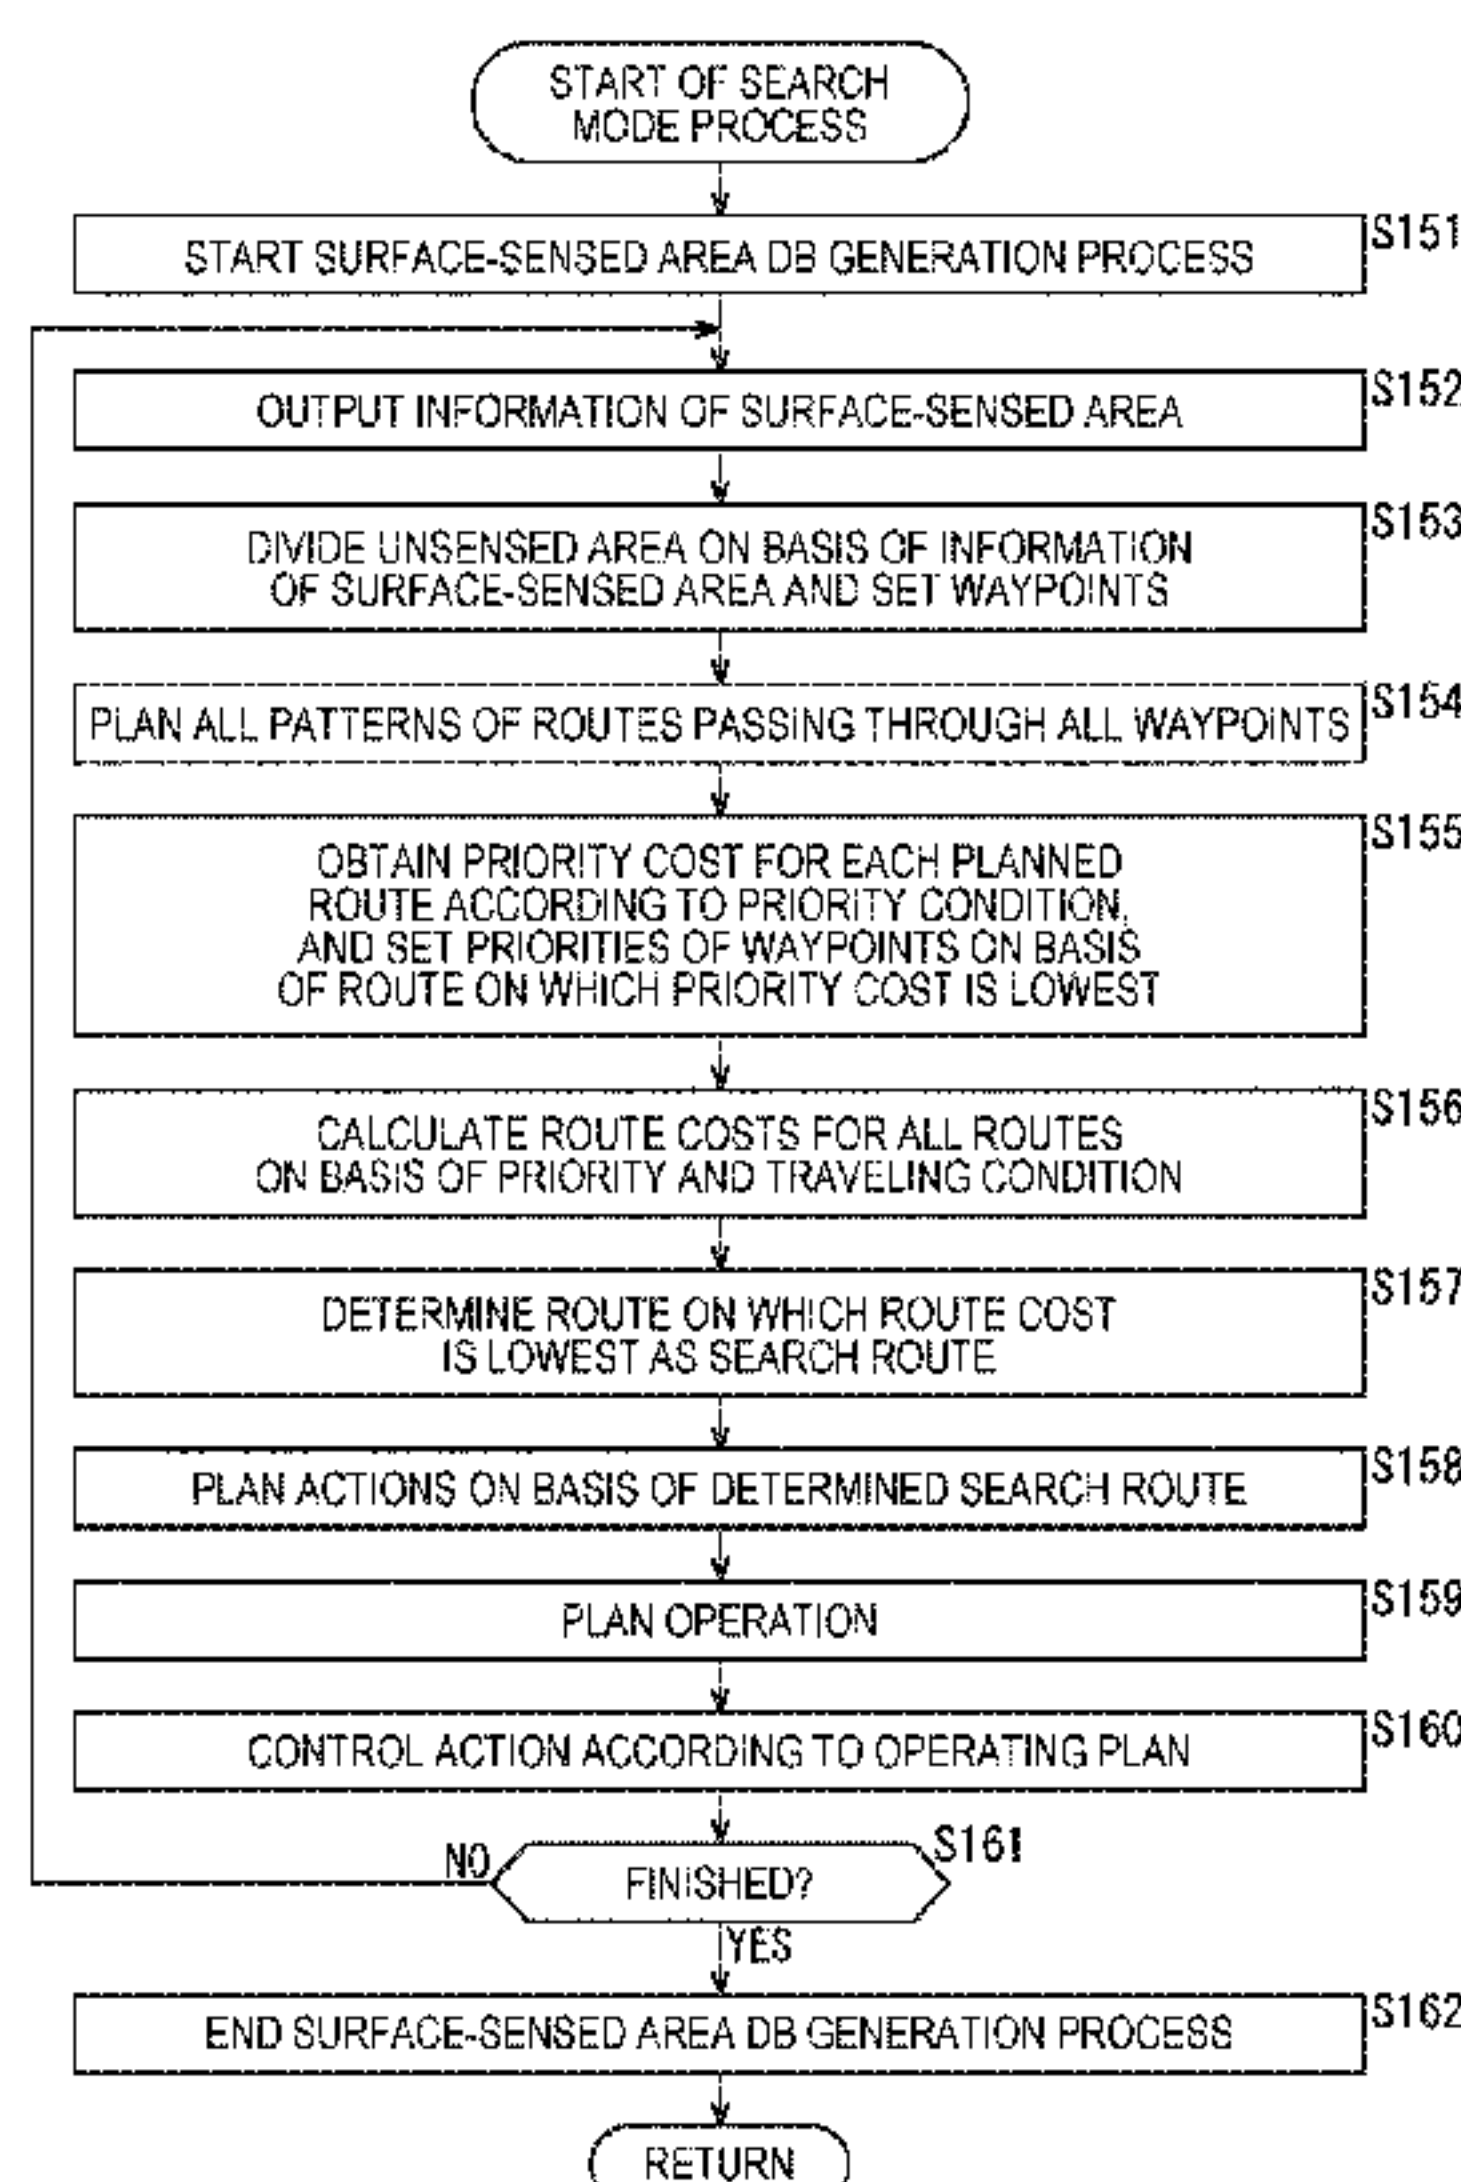 START OF SEARCH
MODE PROCESS
S151
START SURFACE-SENSED AREA DB GENERATION PROCESS
S152
OUTPUT INFORMATION OF SURFACE-SENSED AREA
S153
DIVIDE UNSENSED AREA ON BASIS OF INFORMATION
OF SURFACE-SENSED AREA AND SET WAYPOINTS
S154
PLAN ALL PATTERNS OF ROUTES PASSING THROUGH ALL WAYPOINTS
S155
OBTAIN PRIORITY COST FOR EACH PLANNED
ROUTE ACCORDING TO PRIORITY CONDITION,
AND SET PRIORITIES OF WAYPOINTS ON BASIS
OF ROUTE ON WHICH PRIORITY COST IS LOWEST
S156
CALCULATE ROUTE COSTS FOR ALL ROUTES
ON BASIS OF PRIORITY AND TRAVELING CONDITION
S157
DETERMINE ROUTE ON WHICH ROUTE COST
IS LOWEST AS SEARCH ROUTE
S158
PLAN ACTIONS ON BASIS OF DETERMINED SEARCH ROUTE
S159
PLAN OPERATION
S160
CONTROL ACTION ACCORDING TO OPERATING PLAN
S161
NO
FINISHED?
YES
S162
END SURFACE-SENSED AREA DB GENERATION PROCESS
RETURN